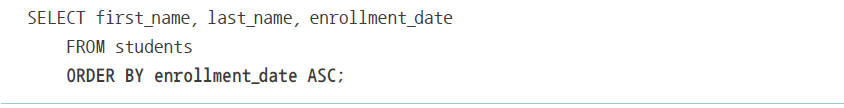 SELECT first_name, last_name, enrollment_date
FROM students
ORDER BY enrollment_date ASC;